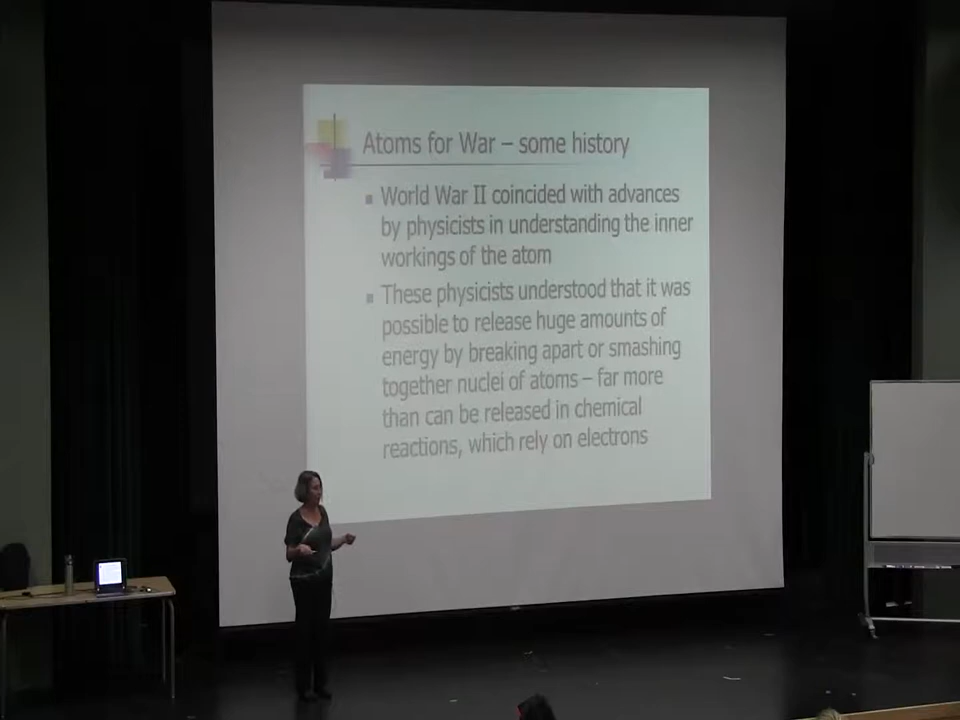 Atoms for War – some history
World War II coincided with advances
by physicists in understanding the inner
workings of the atom
These physicists understood that it was
possible to release huge amounts of
energy by breaking apart or smashing
together nuclei of atoms – far more
than can be released in chemical
reactions, which rely on electrons